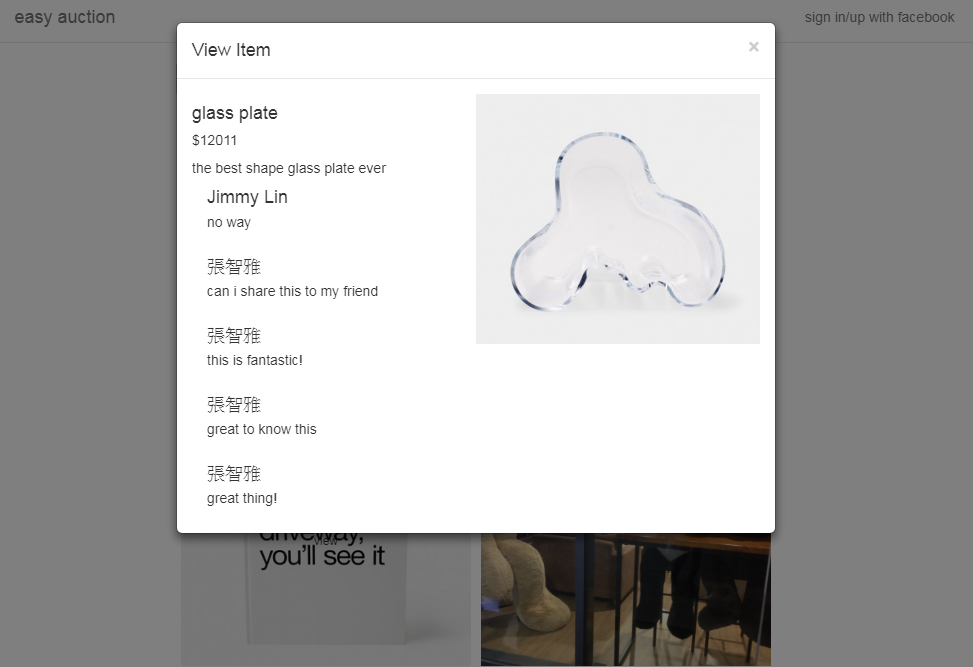 easy auction
sign in/up with facebook
View Item
×
glass plate
$12011
the best shape glass plate ever
Jimmy Lin
no way
張智雅
can i share this to my friend
張智雅
this is fantastic!
張智雅
great to know this
張智雅
great thing!
driveway,
view
you'll see it